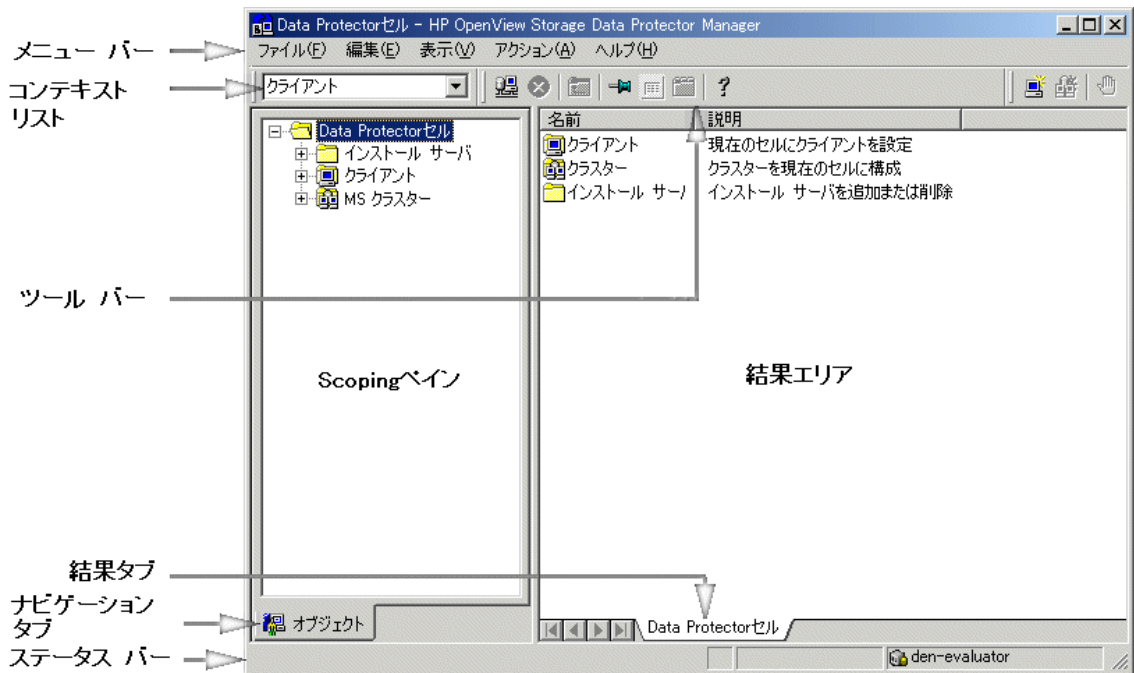 Data Protectorセル - HP OpenView Storage Data Protector Manager
メニュー バー
ファイル(F) 編集(E) 表示(V) アクション(A) ヘルプ(H)
コンテキスト
リスト
クライアント
?
Data Protectorセル
インストール サーバ
クライアント
MS クラスター
名前 説明
クライアント 現在のセルにクライアントを設定
クラスター クラスターを現在のセルに構成
インストール サーバ インストール サーバを追加または削除
ツール バー
Scopingペイン
結果エリア
結果タブ
ナビゲーション
タブ
オブジェクト
Data Protectorセル
ステータス バー
den-evaluator